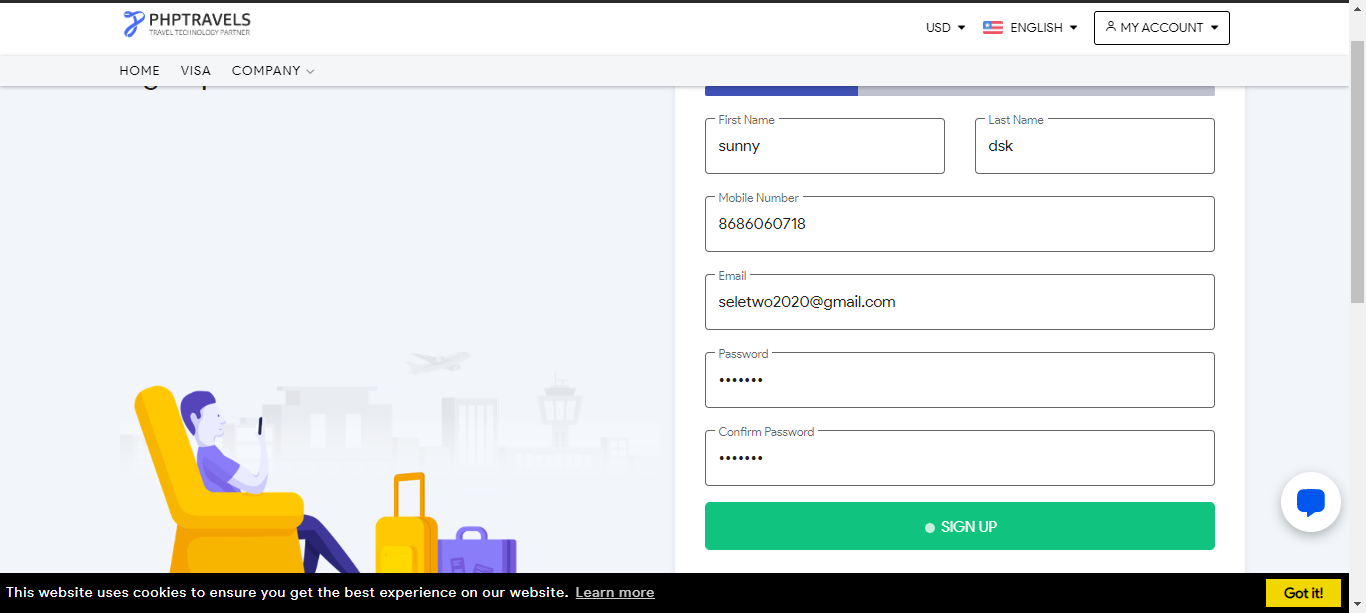 PHPTRAVELS
TRAVEL TECHNOLOGY PARTNER
USD ENGLISH MY ACCOUNT
HOME VISA COMPANY
First Name Last Name
sunny dsk
Mobile Number
8686060718
Email
seletwo2020@gmail.com
Password
•••••••
Confirm Password
•••••••
SIGN UP
This website uses cookies to ensure you get the best experience on our website. Learn more Got it!